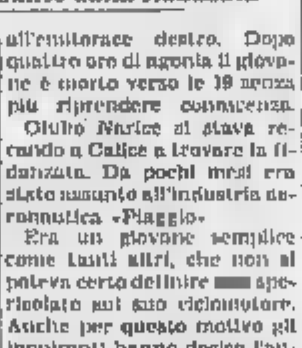 all'emitorace destro. Dopo
quattro ore di agonia il giova-
ne è morto verso le 19 senza
più riprendere conoscenza.
Giulio Narice si stava re-
cando a Calice a trovare la fi-
danzata. Da pochi mesi era
stato assunto all'industria ae-
ronautica «Piaggio»
Era un giovane semplice
come tanti altri, che non si
poteva certo definire spe-
ricolato sul suo ciclomotore.
Anche per questo motivo gli
inquirenti hanno deciso